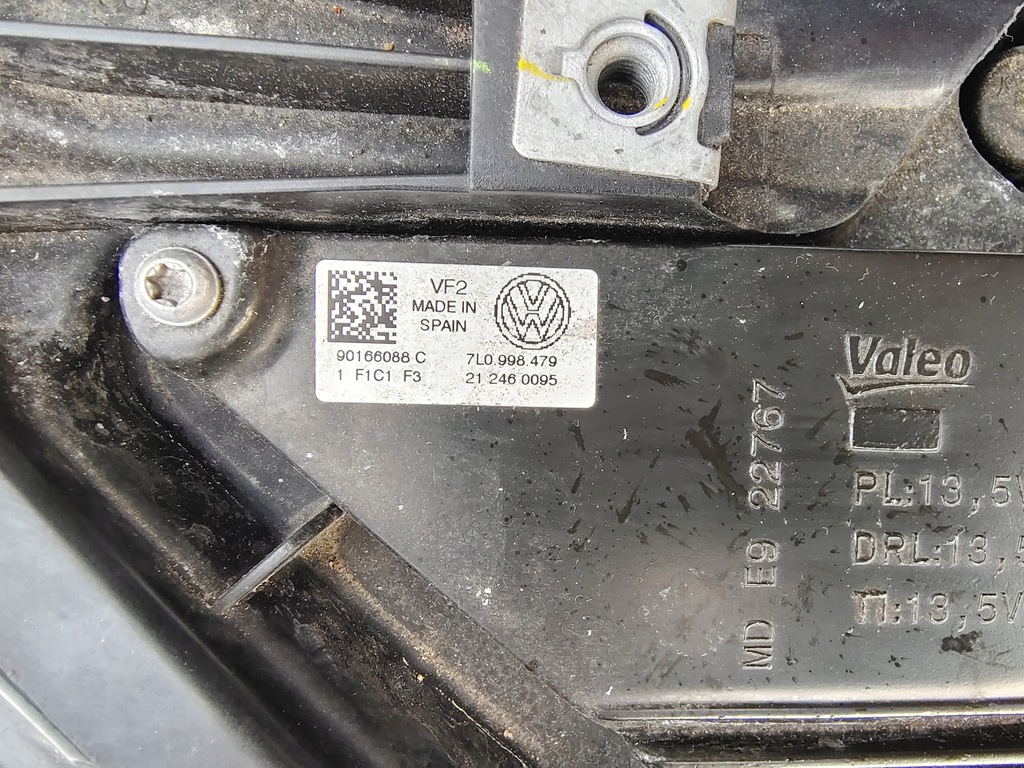 VF2
MADE IN
SPAIN
90166088 C
7L0.998.479
1 F1C1 F3
21 246 0095
Valeo
MD E9 22767
PL:13,5V
DRL:13,5
TI:13,5V